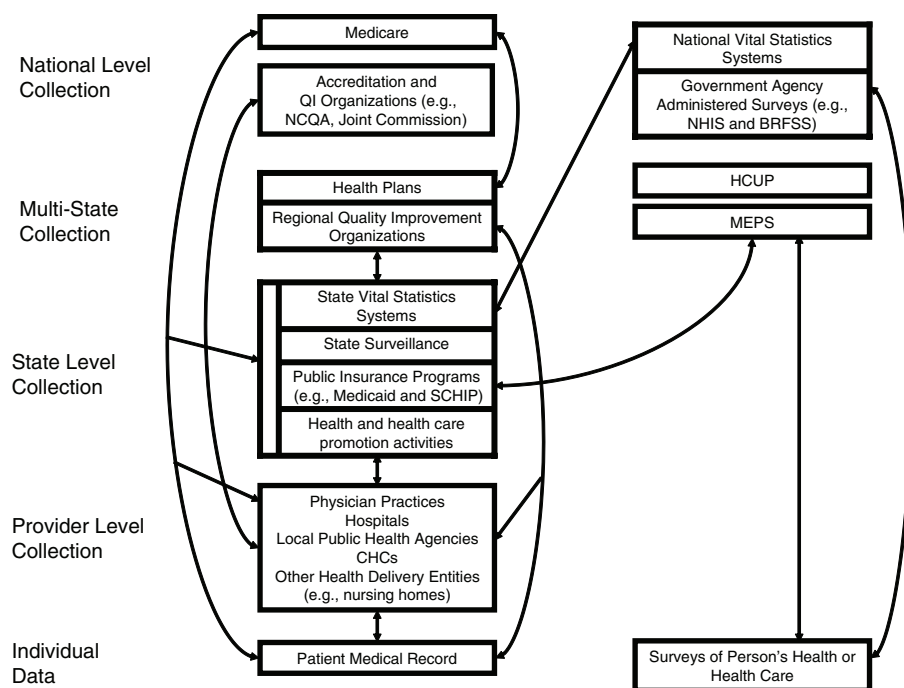 National Level
Collection
Medicare
Accreditation and
QI Organizations (e.g.,
NCQA, Joint Commission)
National Vital Statistics
Systems
Government Agency
Administered Surveys (e.g.,
NHIS and BRFSS)
Multi-State
Collection
Health Plans
Regional Quality Improvement
Organizations
HCUP
MEPS
State Level
Collection
State Vital Statistics
Systems
State Surveillance
Public Insurance Programs
(e.g., Medicaid and SCHIP)
Health and health care
promotion activities
Provider Level
Collection
Physician Practices
Hospitals
Local Public Health Agencies
CHCs
Other Health Delivery Entities
(e.g., nursing homes)
Individual
Data
Patient Medical Record
Surveys of Person's Health or
Health Care